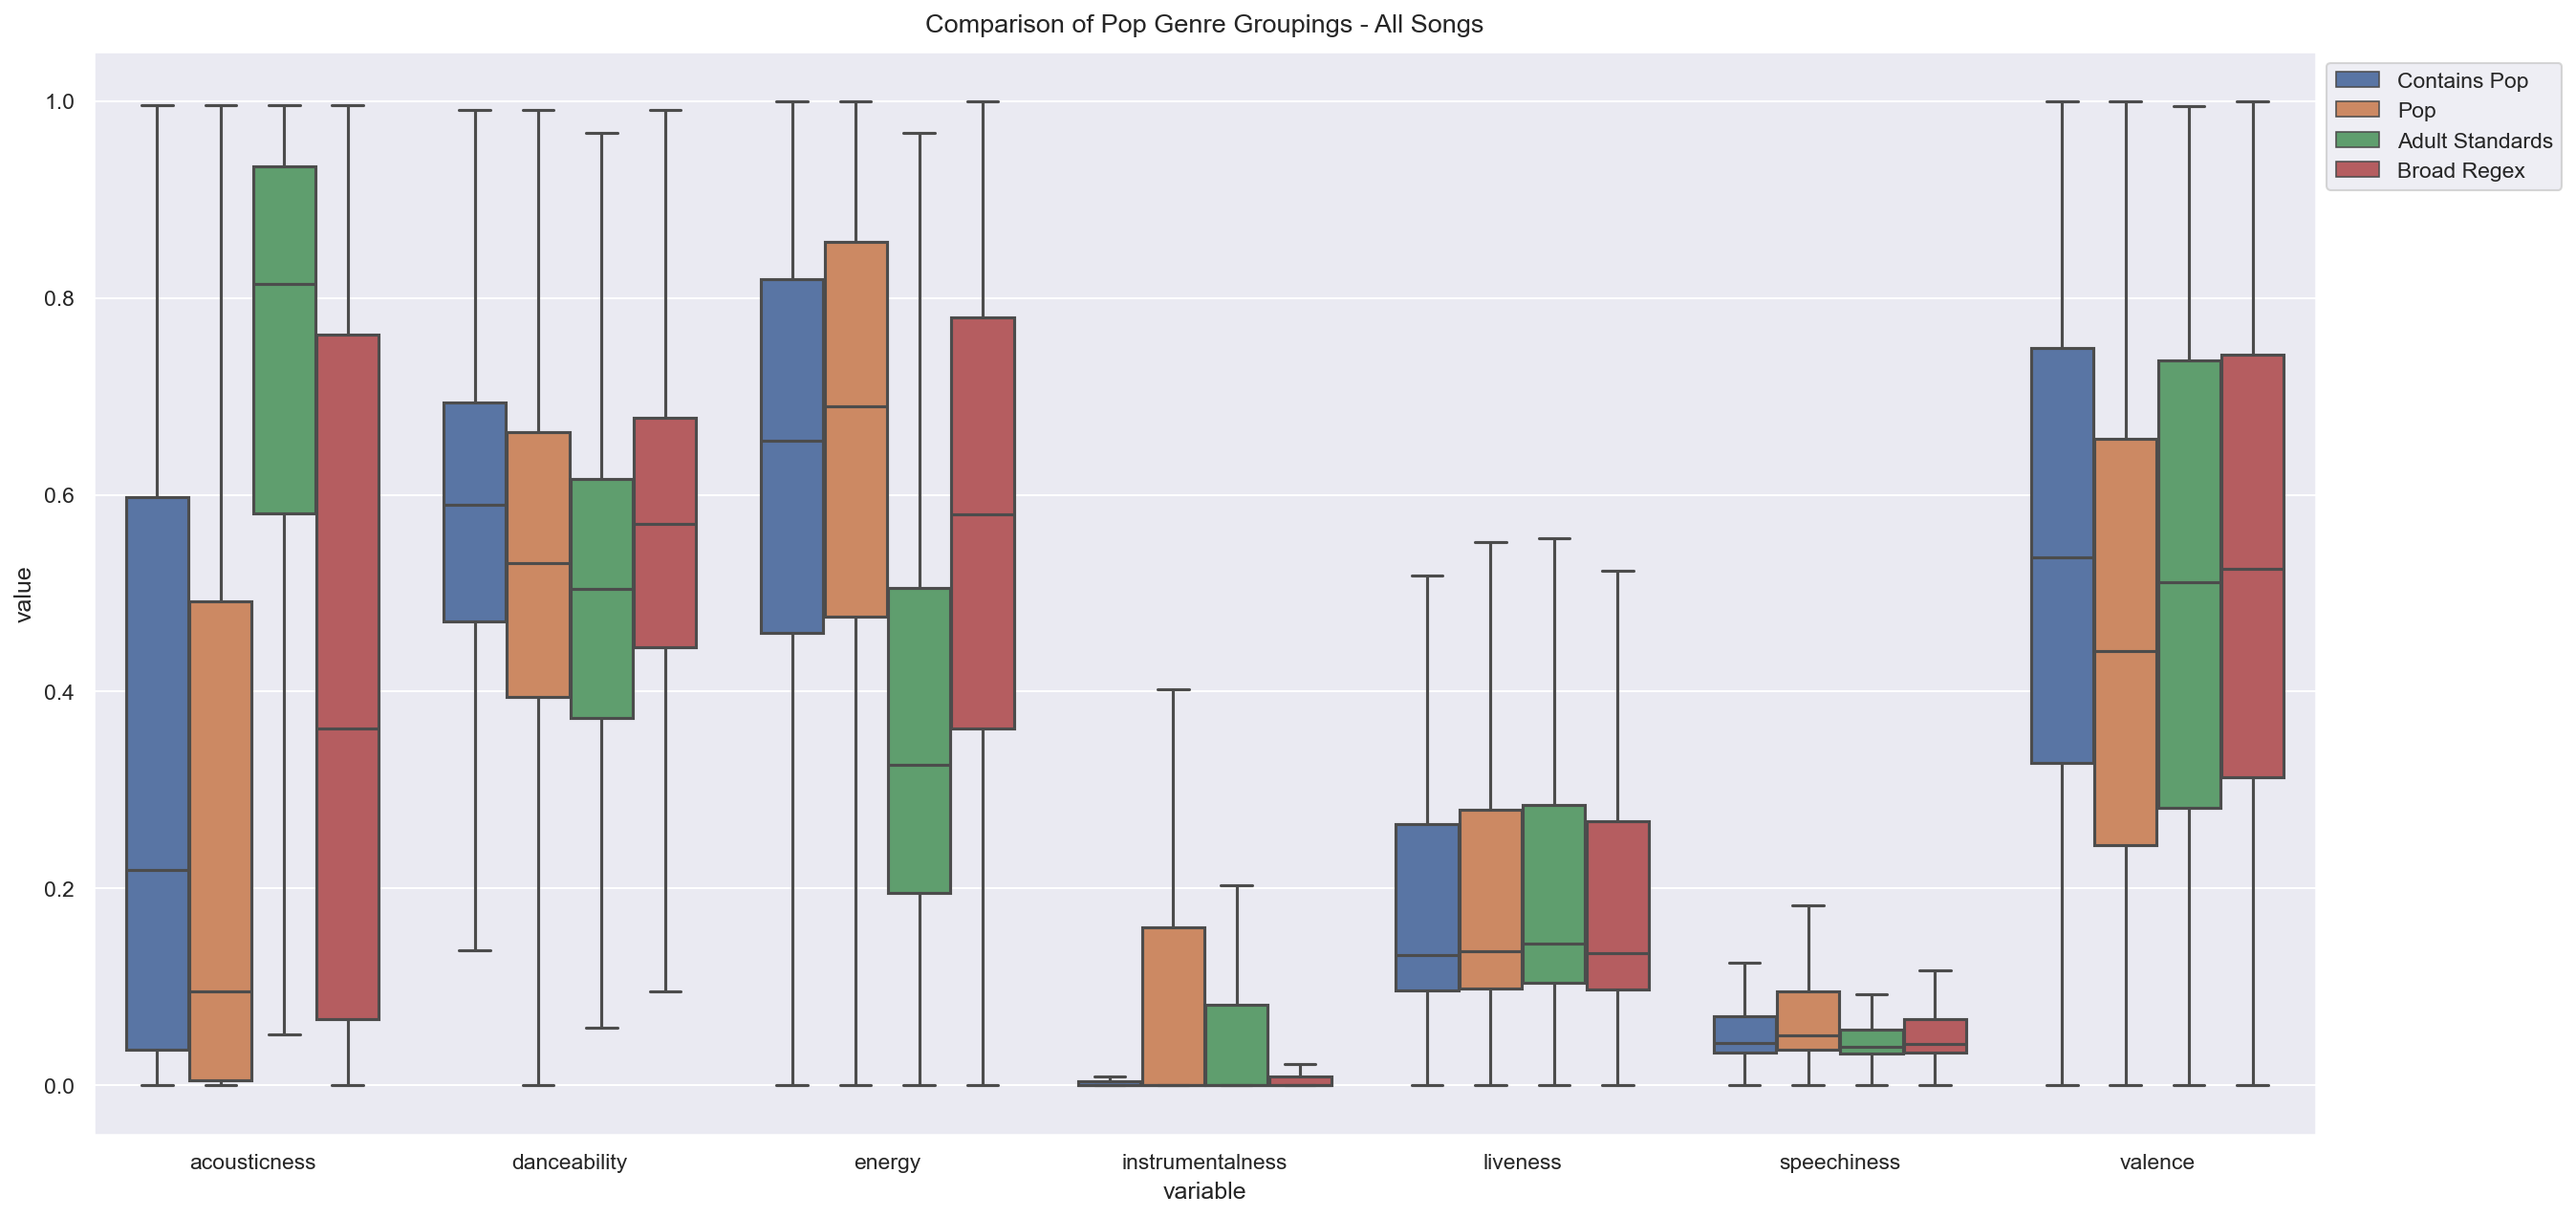 Comparison of Pop Genre Groupings - All Songs
Contains Pop
Pop
Adult Standards
Broad Regex
value
1.0
0.8
0.6
0.4
0.2
0.0
acousticness danceability energy instrumentalness liveness speechiness valence
variable